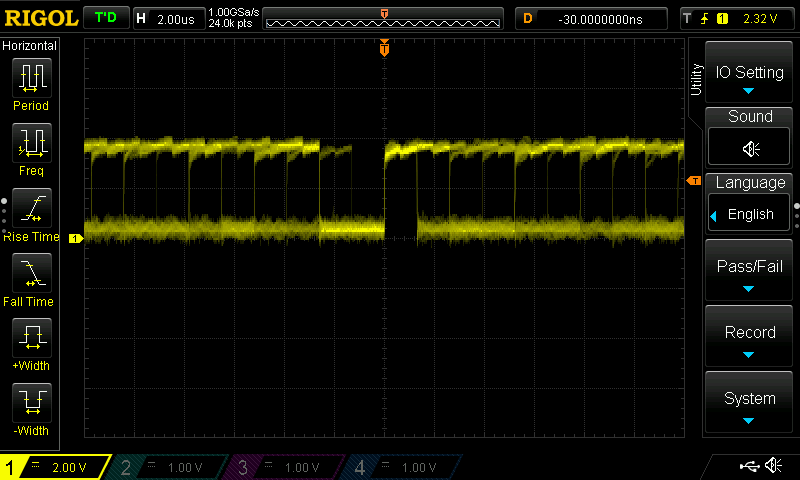 RIGOL T'D H 2.00us 1.00GSa/s 24.0k pts T D -30.0000000ns T 1 2.32 V
Horizontal
Period
Freq
Rise Time
Fall Time
+Width
-Width
T
T
1
Utility
IO Setting
Sound
Language
English
Pass/Fail
Record
System
1 2.00 V 2 1.00 V 3 1.00 V 4 1.00 V